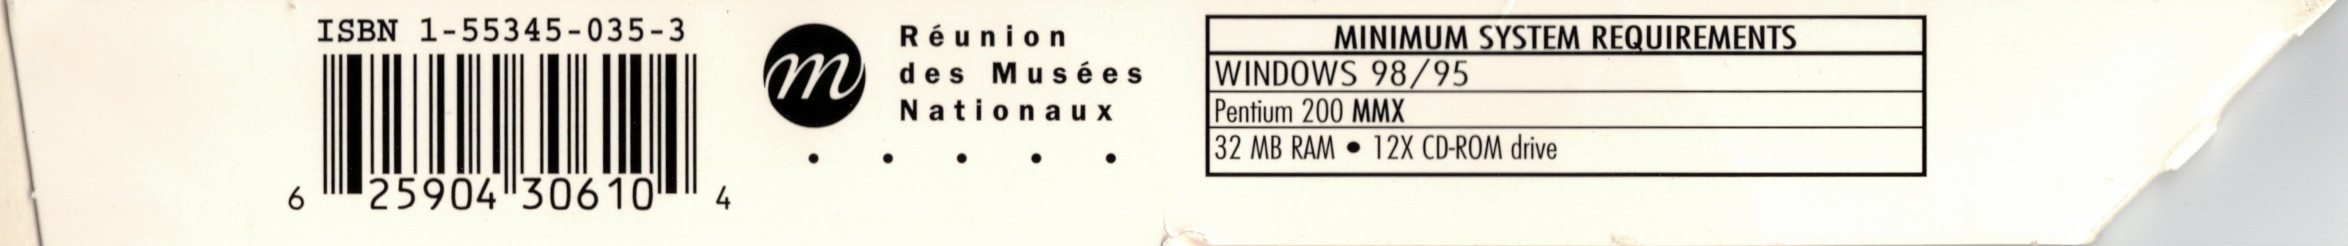 ISBN 1-55345-035-3
6 25904 30610 4
m
Réunion
des Musées
Nationaux
MINIMUM SYSTEM REQUIREMENTS
WINDOWS 98/95
Pentium 200 MMX
32 MB RAM • 12X CD-ROM drive